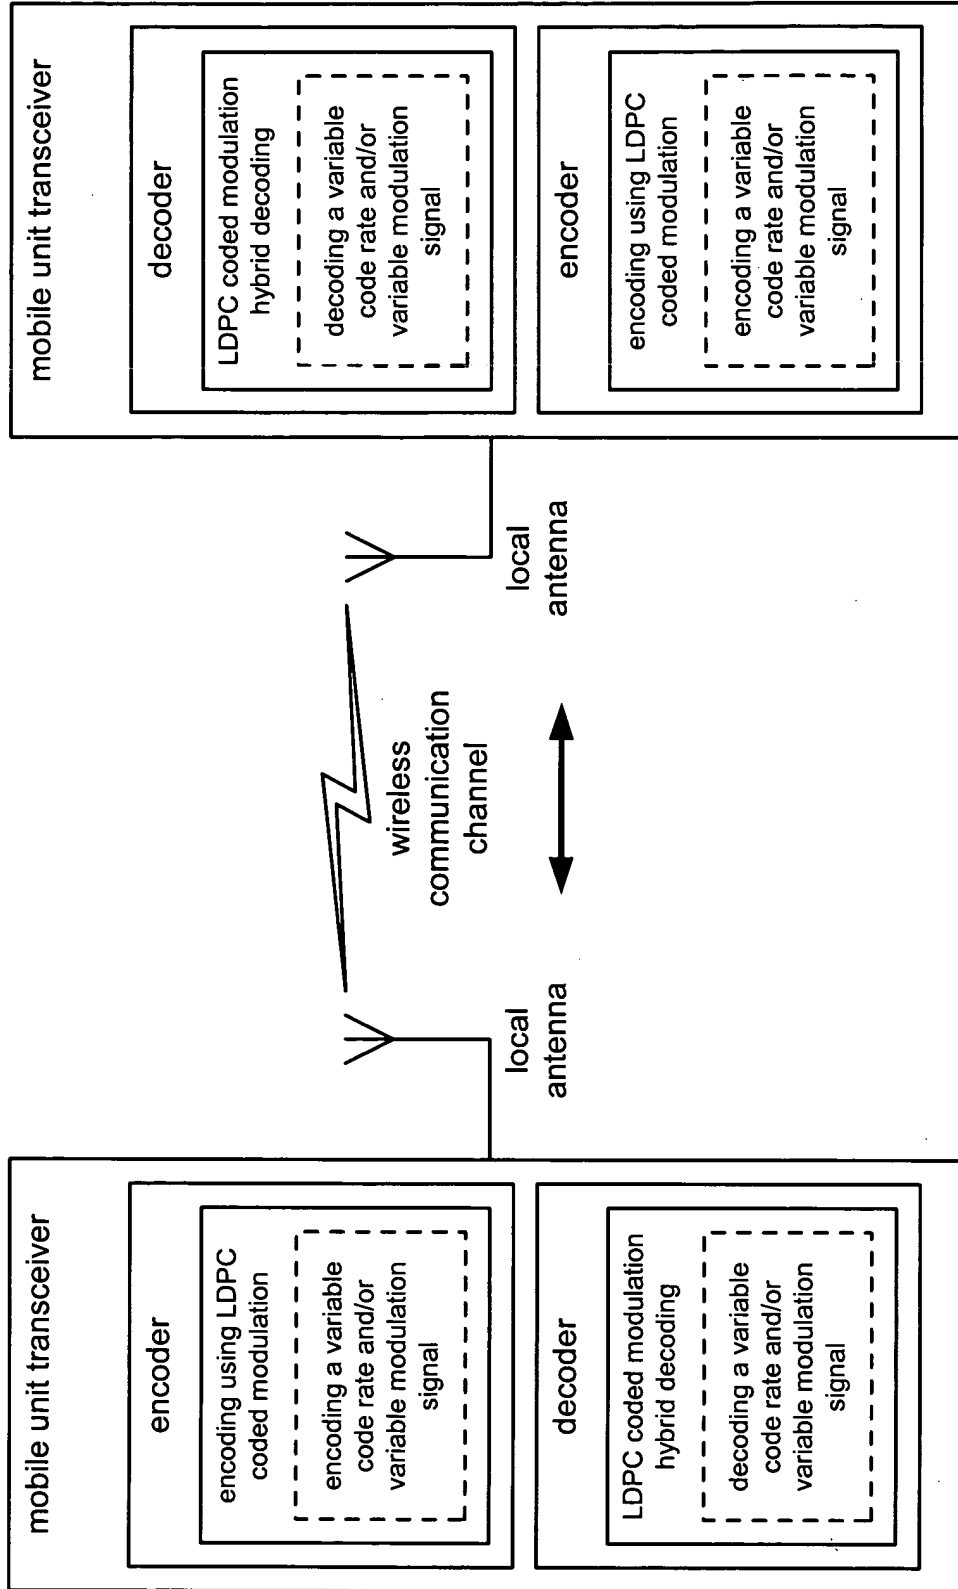 mobile unit transceiver
encoder
encoding using LDPC
coded modulation
encoding a variable
code rate and/or
variable modulation
signal
decoder
LDPC coded modulation
hybrid decoding
decoding a variable
code rate and/or
variable modulation
signal
local
antenna
wireless
communication
channel
local
antenna
mobile unit transceiver
decoder
LDPC coded modulation
hybrid decoding
decoding a variable
code rate and/or
variable modulation
signal
encoder
encoding using LDPC
coded modulation
encoding a variable
code rate and/or
variable modulation
signal